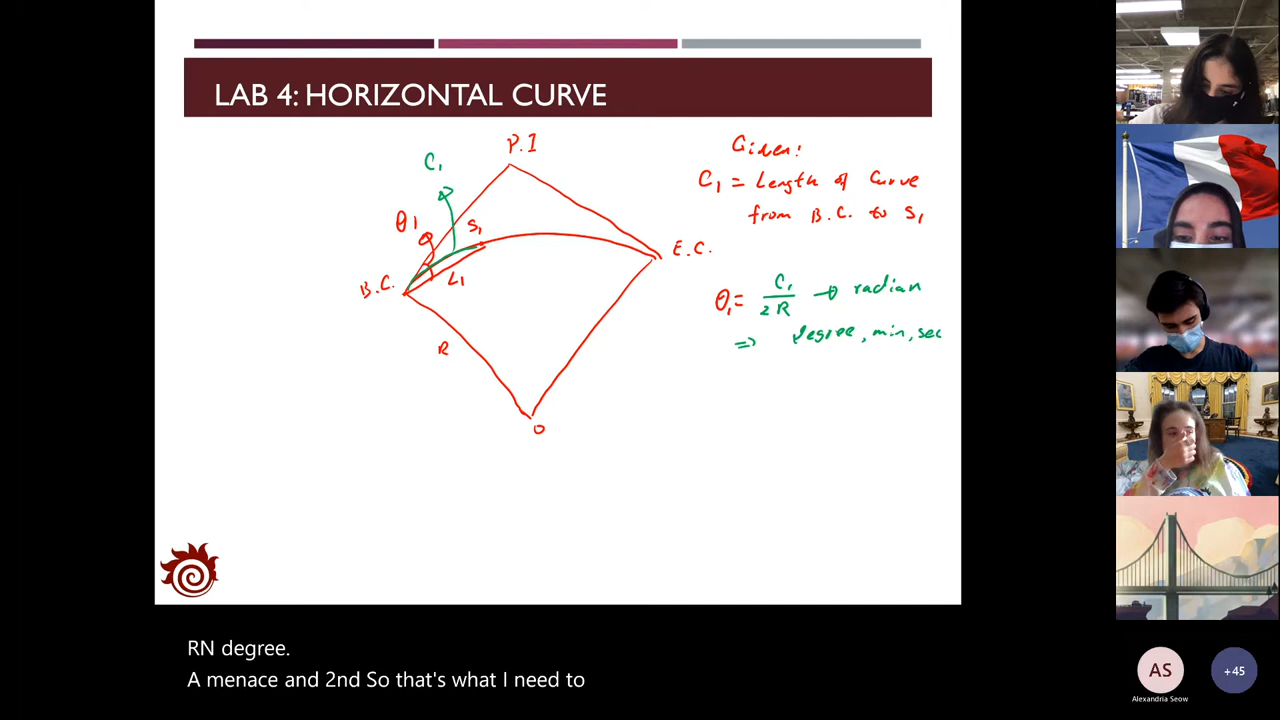 LAB 4: HORIZONTAL CURVE
P.I
C1
θ1
S1
E.C.
B.C.
L1
R
O
Given:
C1 = Length of Curve
from B.C. to S1
θ1 = C1 / 2R → radian
⇒ degree, min, sec
RN degree.
A menace and 2nd So that's what I need to
AS
Alexandria Seow
+45